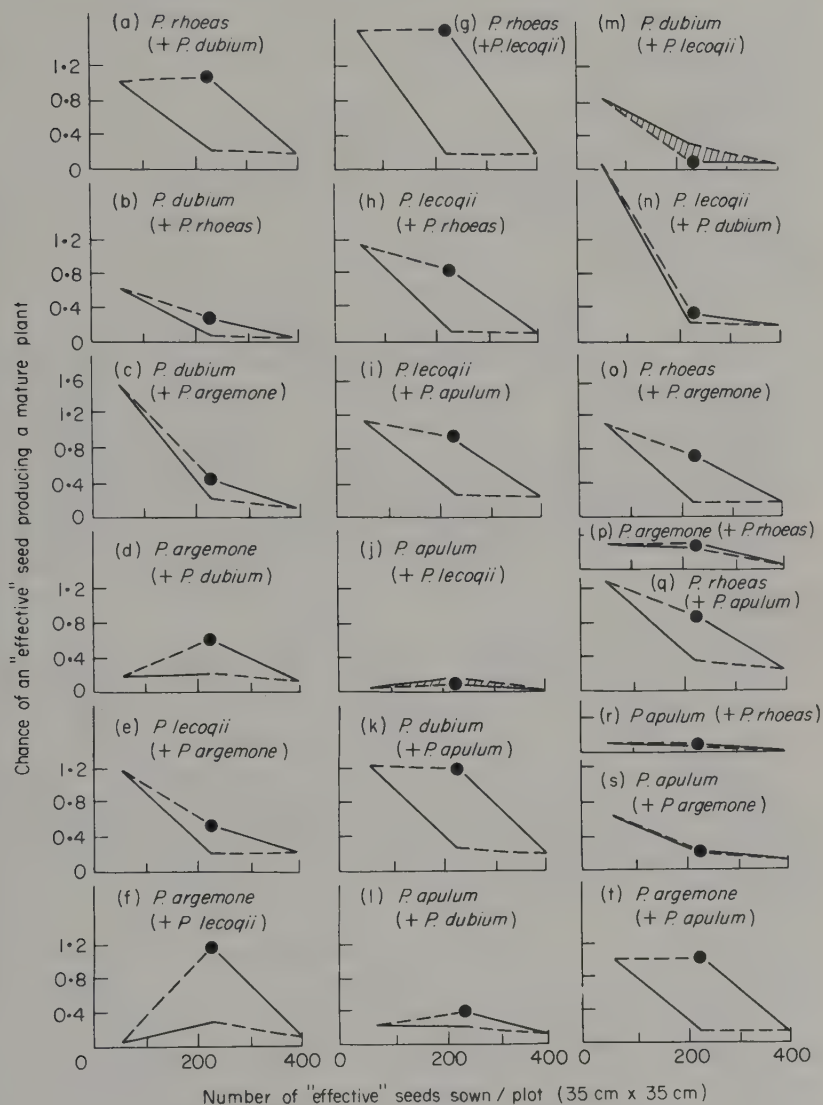 Chance of an "effective" seed producing a mature plant
(a) P. rhoeas
(+ P. dubium)
1·2
0·8
0·4
0
(b) P. dubium
(+ P. rhoeas)
1·2
0·8
0·4
0
(c) P. dubium
(+ P. argemone)
1·6
1·2
0·8
0·4
0
(d) P. argemone
(+ P. dubium)
0·8
0·4
0
(e) P. lecoqii
(+ P. argemone)
1·2
0·8
0·4
0
(f) P. argemone
(+ P. lecoqii)
1·2
0·8
0·4
0 200 400
(g) P. rhoeas
(+P. lecoqii)
(h) P. lecoqii
(+ P. rhoeas)
(i) P. lecoqii
(+ P. apulum)
(j) P. apulum
(+ P. lecoqii)
(k) P. dubium
(+ P. apulum)
(l) P. apulum
(+ P. dubium)
0 200 400
(m) P. dubium
(+ P. lecoqii)
(n) P. lecoqii
(+ P. dubium)
(o) P. rhoeas
(+ P. argemone)
(p) P. argemone (+ P. rhoeas)
(q) P. rhoeas
(+ P. apulum)
(r) P. apulum (+ P. rhoeas)
(s) P. apulum
(+ P. argemone)
(t) P. argemone
(+ P. apulum)
0 200 400
Number of "effective" seeds sown / plot (35 cm x 35 cm)